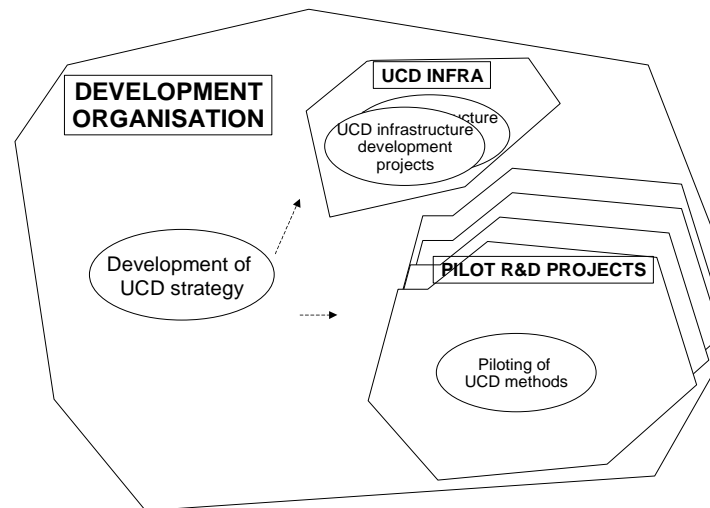 DEVELOPMENT
ORGANISATION
UCD INFRA
UCD infrastructure
development
projects
Development of
UCD strategy
PILOT R&D PROJECTS
Piloting of
UCD methods